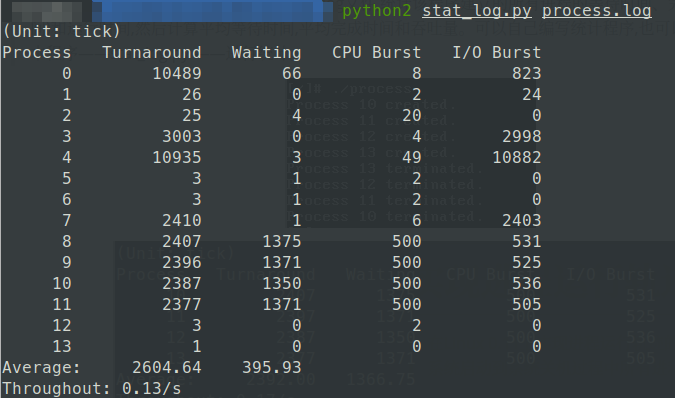 python2 stat_log.py process.log
(Unit: tick)
Process Turnaround Waiting CPU Burst I/O Burst
0 10489 66 8 823
1 26 0 2 24
2 25 4 20 0
3 3003 0 4 2998
4 10935 3 49 10882
5 3 1 2 0
6 3 1 2 0
7 2410 1 6 2403
8 2407 1375 500 531
9 2396 1371 500 525
10 2387 1350 500 536
11 2377 1371 500 505
12 3 0 2 0
13 1 0 0 0
Average: 2604.64 395.93
Throughout: 0.13/s